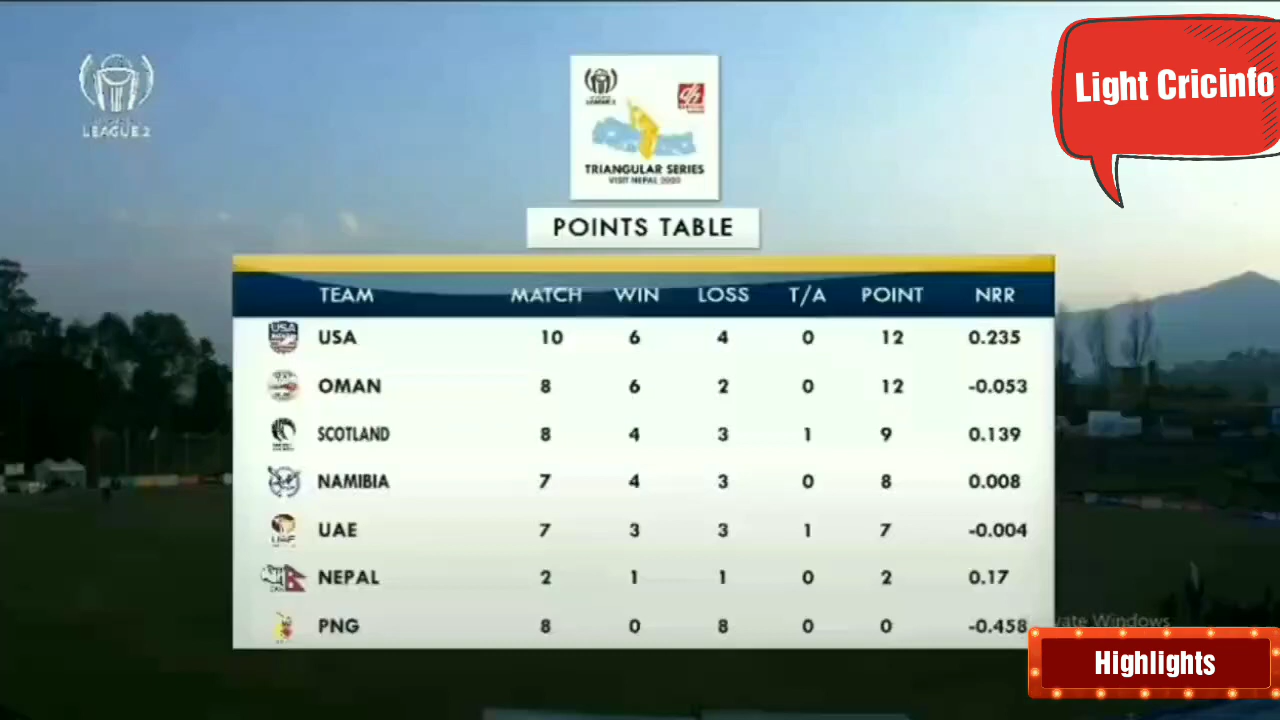 Light Cricinfo
LEAGUE 2
TRIANGULAR SERIES
VISIT NEPAL 2020
POINTS TABLE
TEAM MATCH WIN LOSS T/A POINT NRR
USA 10 6 4 0 12 0.235
OMAN 8 6 2 0 12 -0.053
SCOTLAND 8 4 3 1 9 0.139
NAMIBIA 7 4 3 0 8 0.008
UAE 7 3 3 1 7 -0.004
NEPAL 2 1 1 0 2 0.17
PNG 8 0 8 0 0 -0.458
vate Windows
Highlights